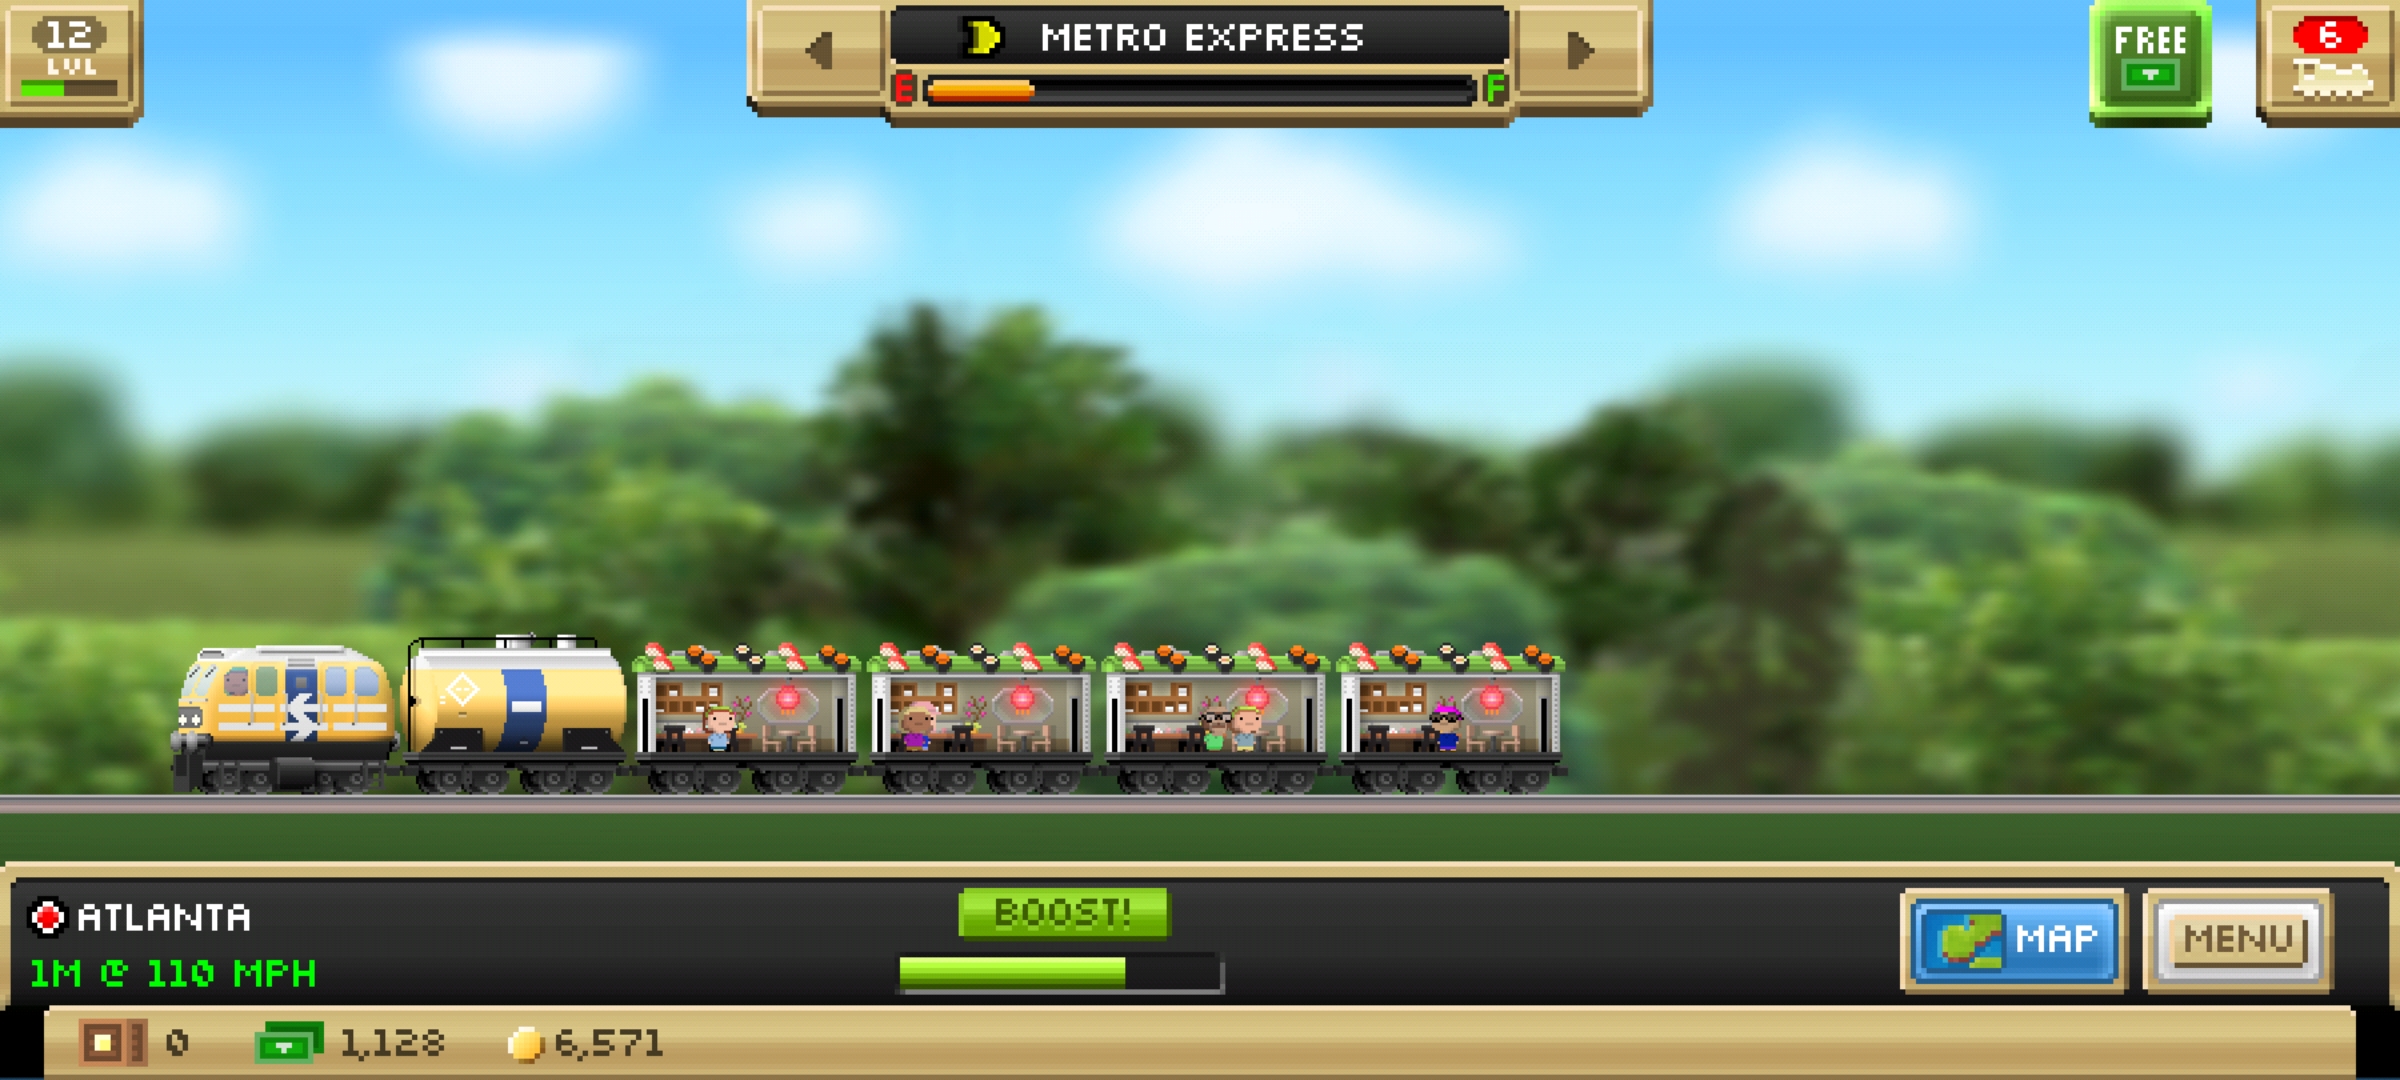 12
LVL
METRO EXPRESS
E F
FREE
6
ATLANTA
1M @ 110 MPH
BOOST!
MAP
MENU
0 1,128 6,571